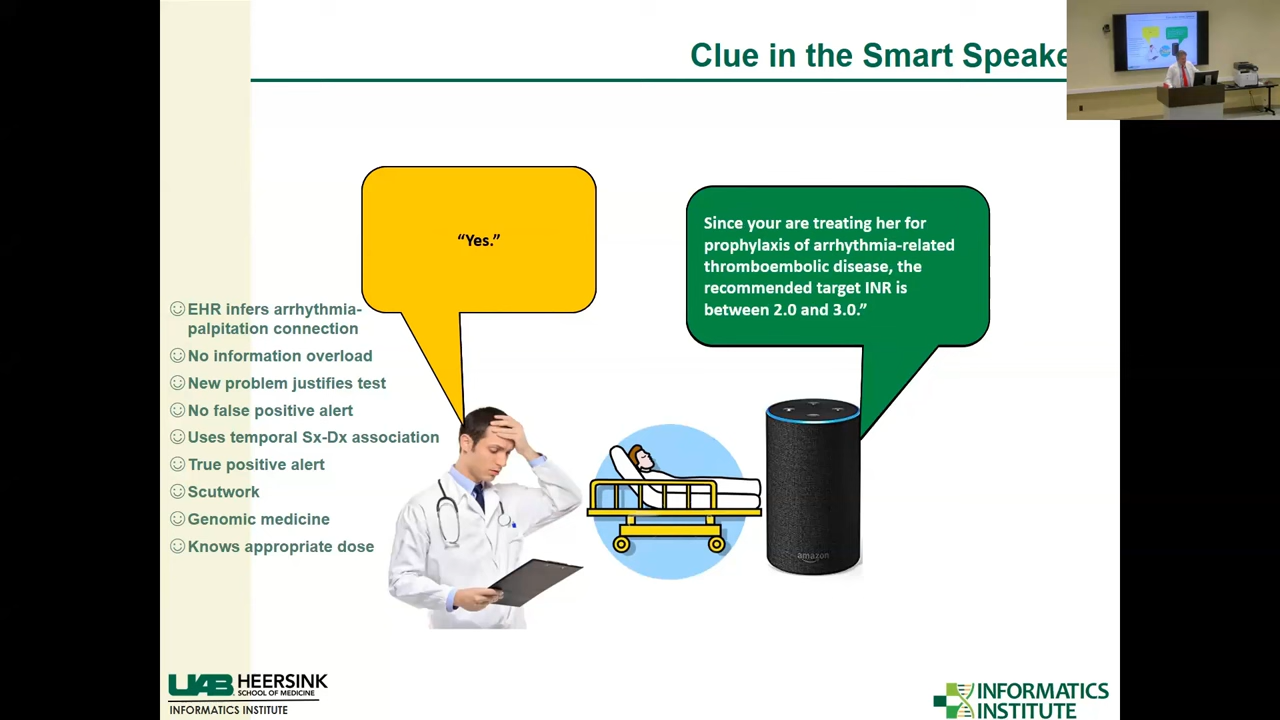 Clue in the Smart Speake
“Yes.”
Since your are treating her for
prophylaxis of arrhythmia-related
thromboembolic disease, the
recommended target INR is
between 2.0 and 3.0.”
EHR infers arrhythmia-
palpitation connection
No information overload
New problem justifies test
No false positive alert
Uses temporal Sx-Dx association
True positive alert
Scutwork
Genomic medicine
Knows appropriate dose
amazon
UAB HEERSINK
SCHOOL OF MEDICINE
INFORMATICS INSTITUTE
INFORMATICS
INSTITUTE